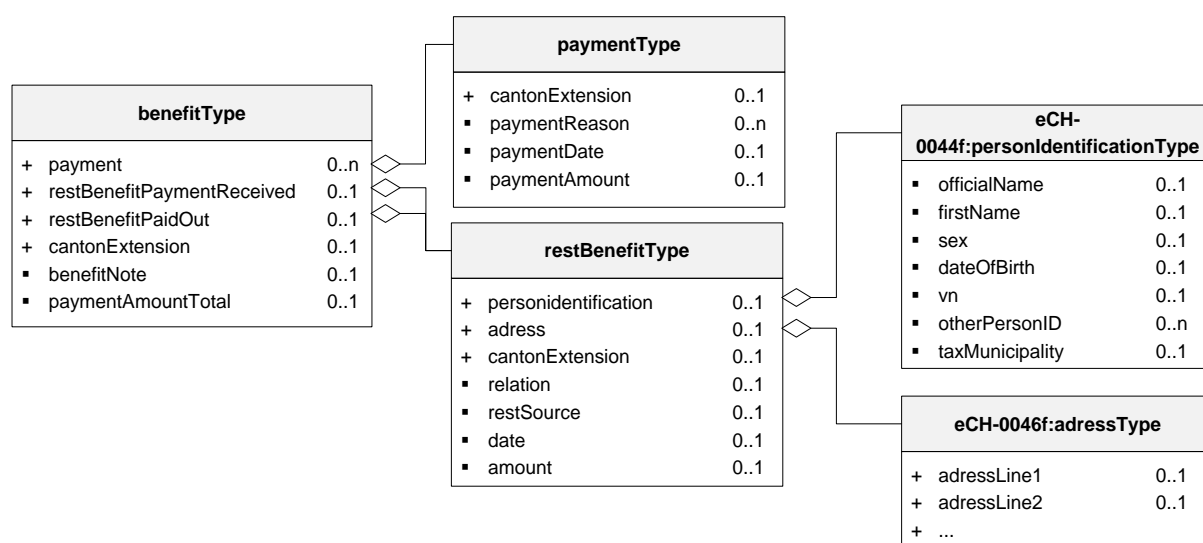 paymentType
+ cantonExtension 0..1
▪ paymentReason 0..n
▪ paymentDate 0..1
▪ paymentAmount 0..1
benefitType
+ payment 0..n
+ restBenefitPaymentReceived 0..1
+ restBenefitPaidOut 0..1
+ cantonExtension 0..1
▪ benefitNote 0..1
▪ paymentAmountTotal 0..1
restBenefitType
+ personidentification 0..1
+ adress 0..1
+ cantonExtension 0..1
▪ relation 0..1
▪ restSource 0..1
▪ date 0..1
▪ amount 0..1
eCH-
0044f:personIdentificationType
▪ officialName 0..1
▪ firstName 0..1
▪ sex 0..1
▪ dateOfBirth 0..1
▪ vn 0..1
▪ otherPersonID 0..n
▪ taxMunicipality 0..1
eCH-0046f:adressType
+ adressLine1 0..1
+ adressLine2 0..1
+ ...